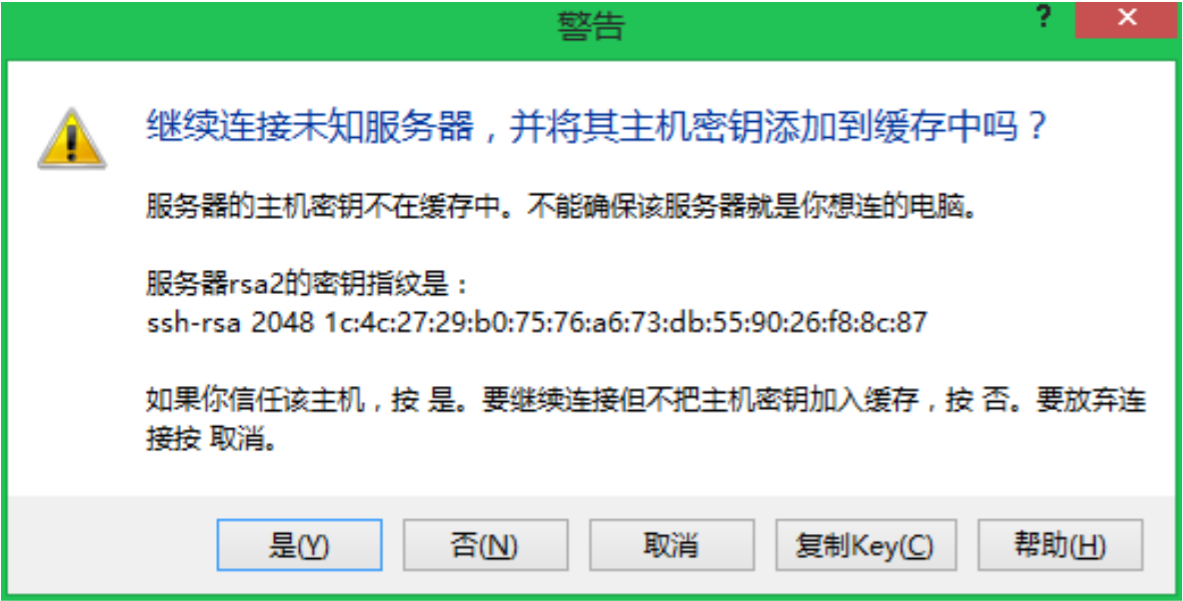 警告
?
继续连接未知服务器，并将其主机密钥添加到缓存中吗？
服务器的主机密钥不在缓存中。不能确保该服务器就是你想连的电脑。
服务器rsa2的密钥指纹是：
ssh-rsa 2048 1c:4c:27:29:b0:75:76:a6:73:db:55:90:26:f8:8c:87
如果你信任该主机，按 是。要继续连接但不把主机密钥加入缓存，按 否。要放弃连
接按 取消。
是(Y) 否(N) 取消 复制Key(C) 帮助(H)